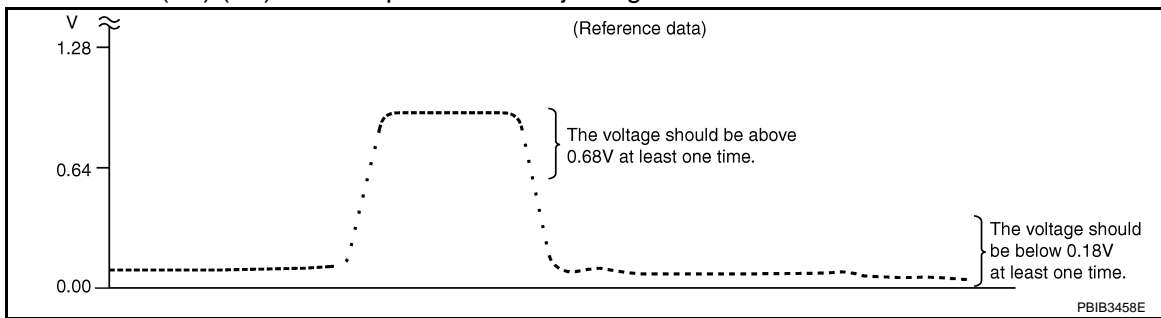 V
(Reference data)
1.28
The voltage should be above
0.68V at least one time.
0.64
The voltage should
be below 0.18V
at least one time.
0.00
PBIB3458E